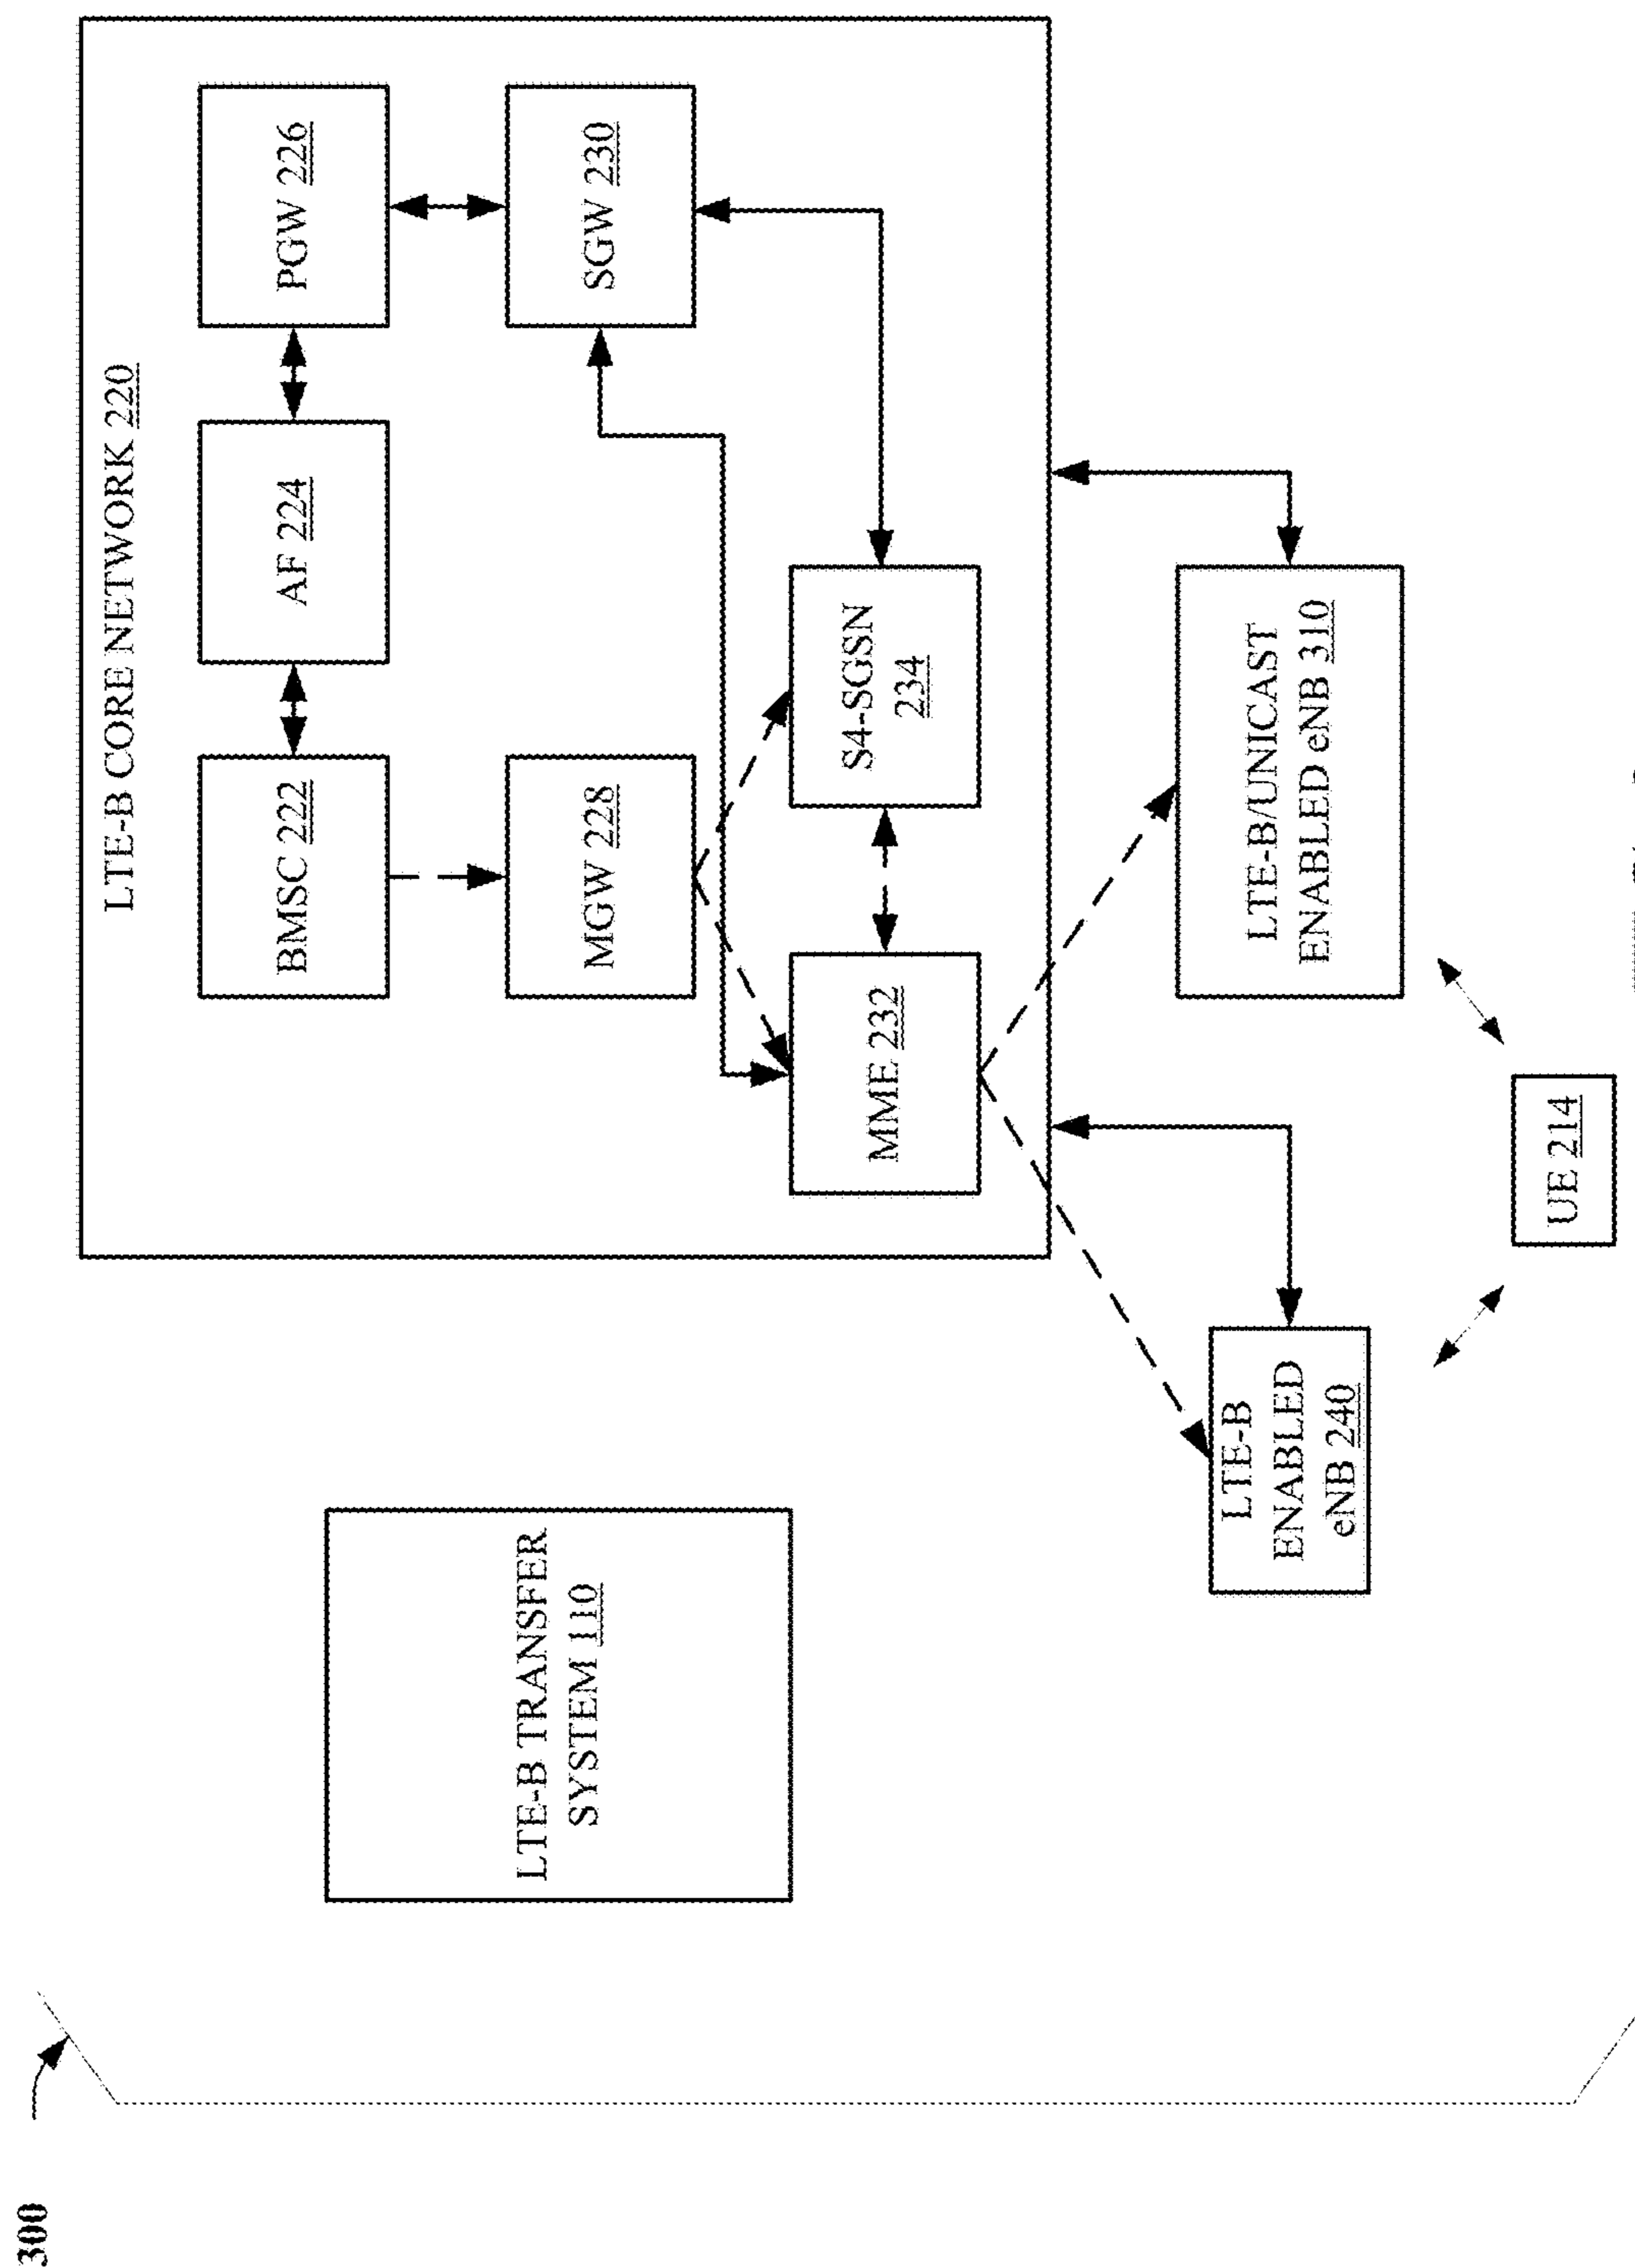 300
LTE-B CORE NETWORK 220
BMSC 222
AF 224
PGW 226
MGW 228
SGW 230
MME 232
S4-SGSN
234
LTE-B TRANSFER
SYSTEM 110
LTE-B
ENABLED
eNB 240
LTE-B/UNICAST
ENABLED eNB 310
UE 214